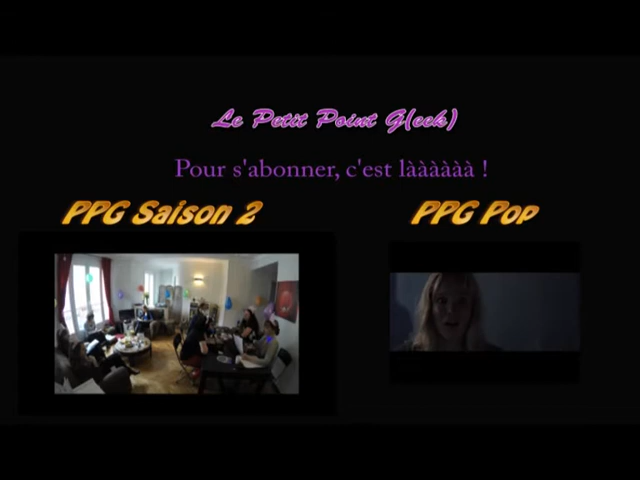 Le Petit Point G(eek)
Pour s'abonner, c'est làààààà !
PPG Saison 2
PPG Pop